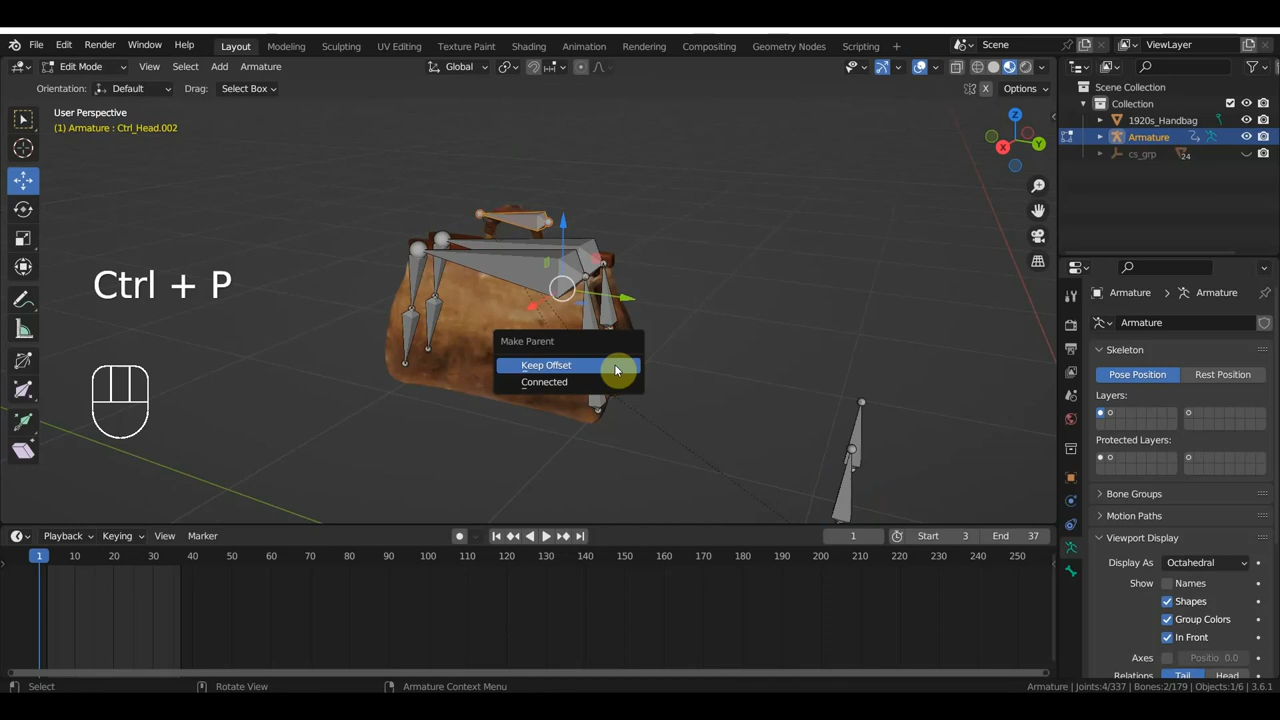 File Edit Render Window Help Layout Modeling Sculpting UV Editing Texture Paint Shading Animation Rendering Compositing Geometry Nodes Scripting + Scene ViewLayer
Edit Mode View Select Add Armature Global
Orientation: Default Drag: Select Box X Options
User Perspective
(1) Armature : Ctrl_Head.002
Z
Y
X
Scene Collection
Collection
1920s_Handbag
Armature
cs_grp 24
Ctrl + P
Make Parent
Keep Offset
Connected
Armature > Armature
Armature
Skeleton
Pose Position Rest Position
Layers:
Protected Layers:
Bone Groups
Motion Paths
Viewport Display
Display As Octahedral
Show Names
Shapes
Group Colors
In Front
Axes Positio 0.0
Tail Head
Playback Keying View Marker 1 Start 3 End 37
1 10 20 30 40 50 60 70 80 90 100 110 120 130 140 150 160 170 180 190 200 210 220 230 240 250
Select Rotate View Armature Context Menu Armature | Joints:4/337 | Bones:2/179 | Objects:1/6 | 3.6.1